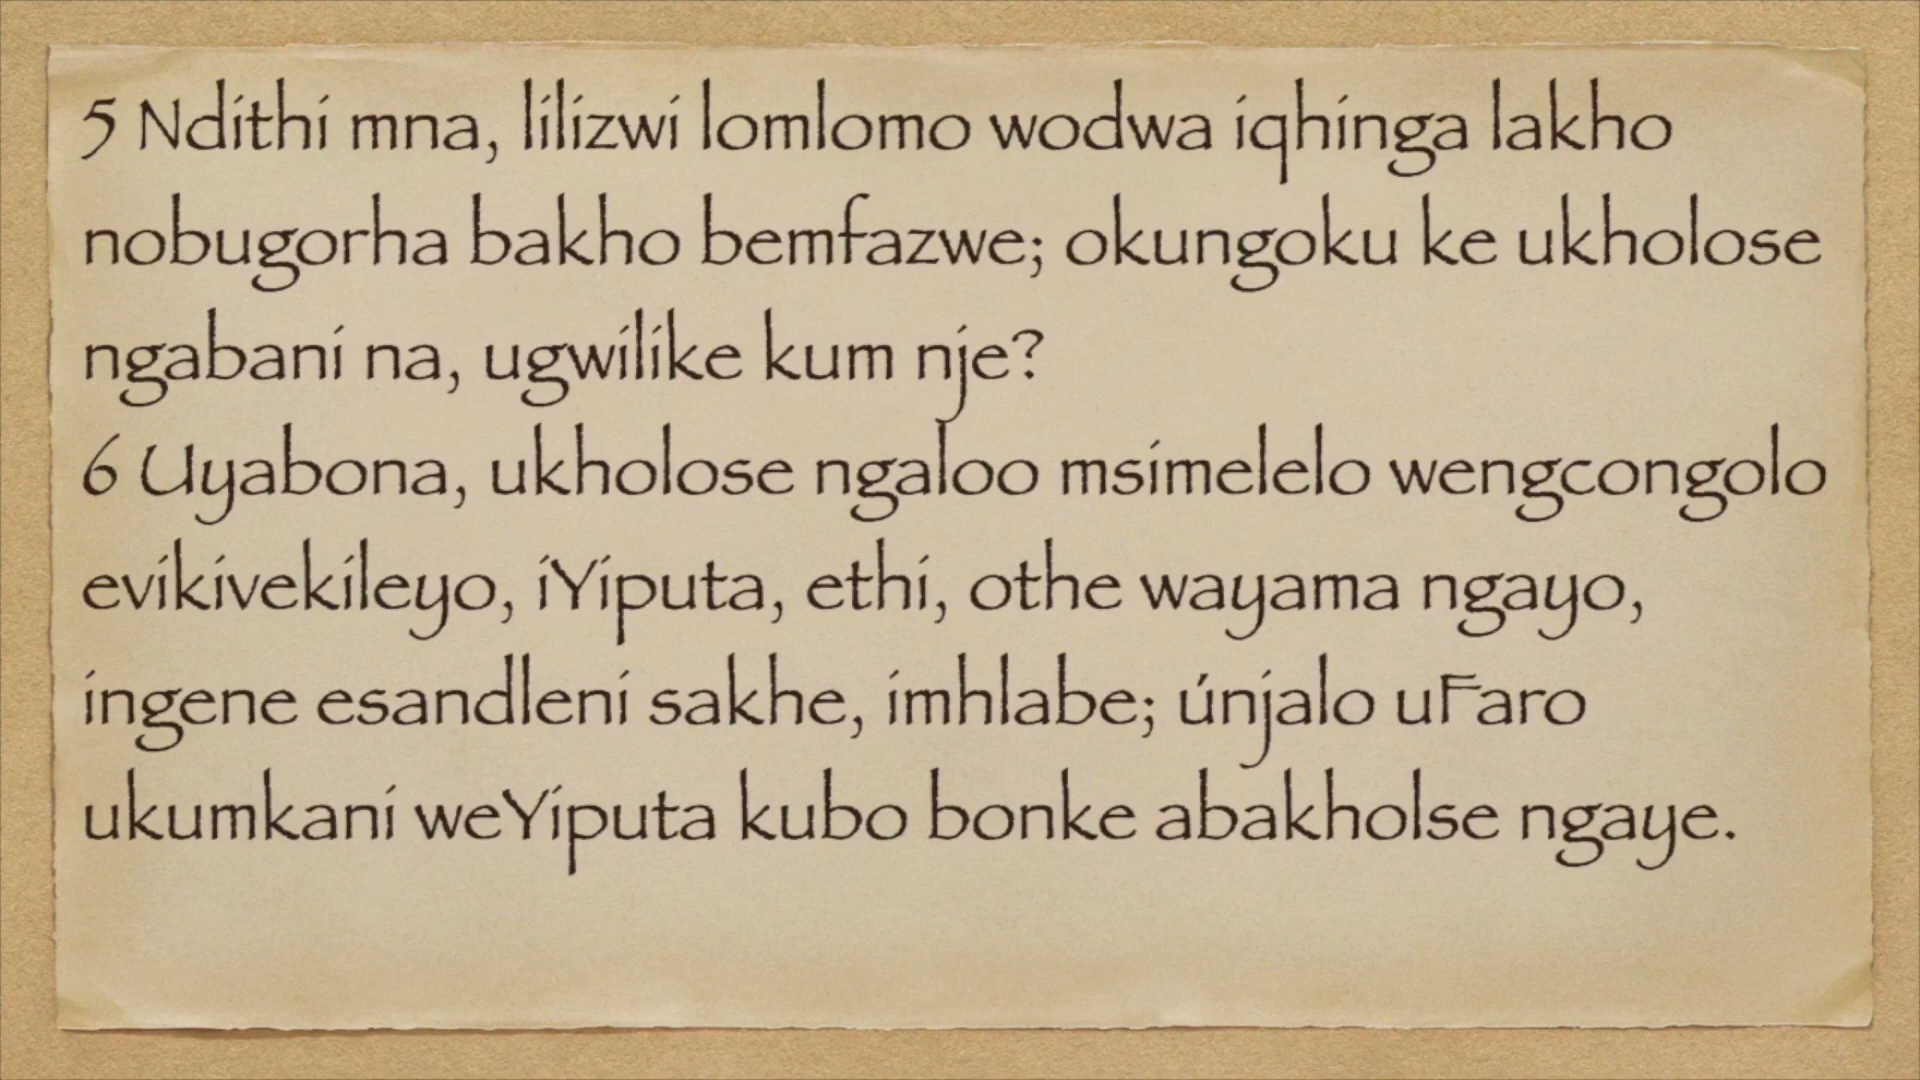 5 Ndithi mna, lilizwi lomlomo wodwa iqhinga lakho
nobugorha bakho bemfazwe; okungoku ke ukholose
ngabani na, ugwilike kum nje?
6 Uyabona, ukholose ngaloo msimelelo wengcongolo
evikivekileyo, iYiputa, ethi, othe wayama ngayo,
ingene esandleni sakhe, imhlabe; únjalo uFaro
ukumkani weYiputa kubo bonke abakholse ngaye.